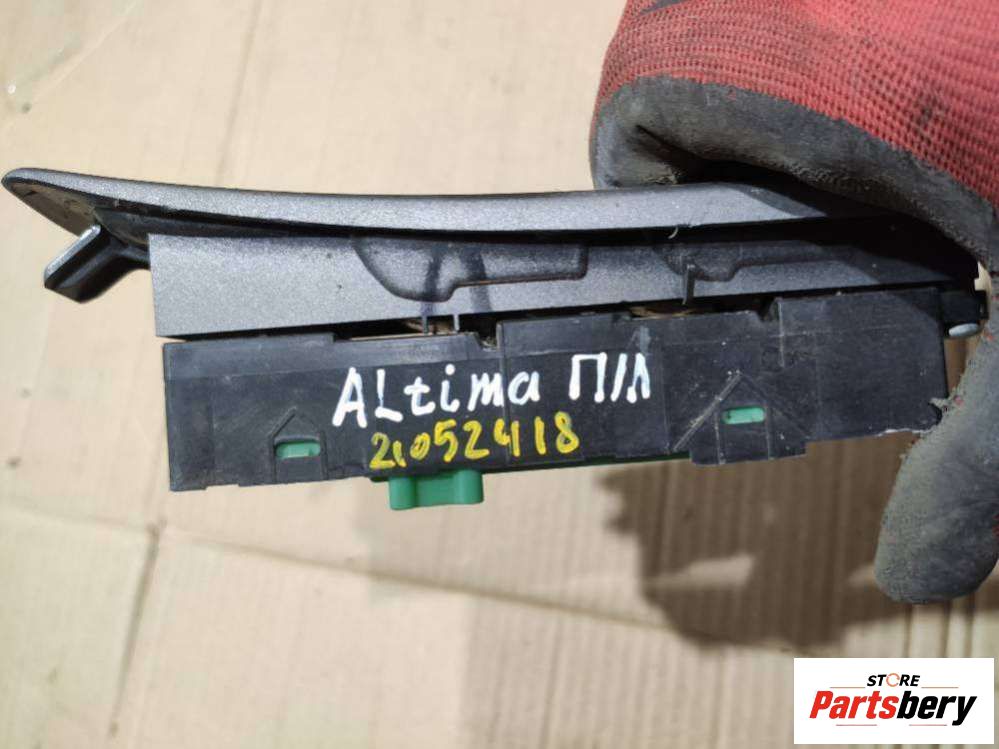 ALtima П/Л
21052418
STORE
Partsbery